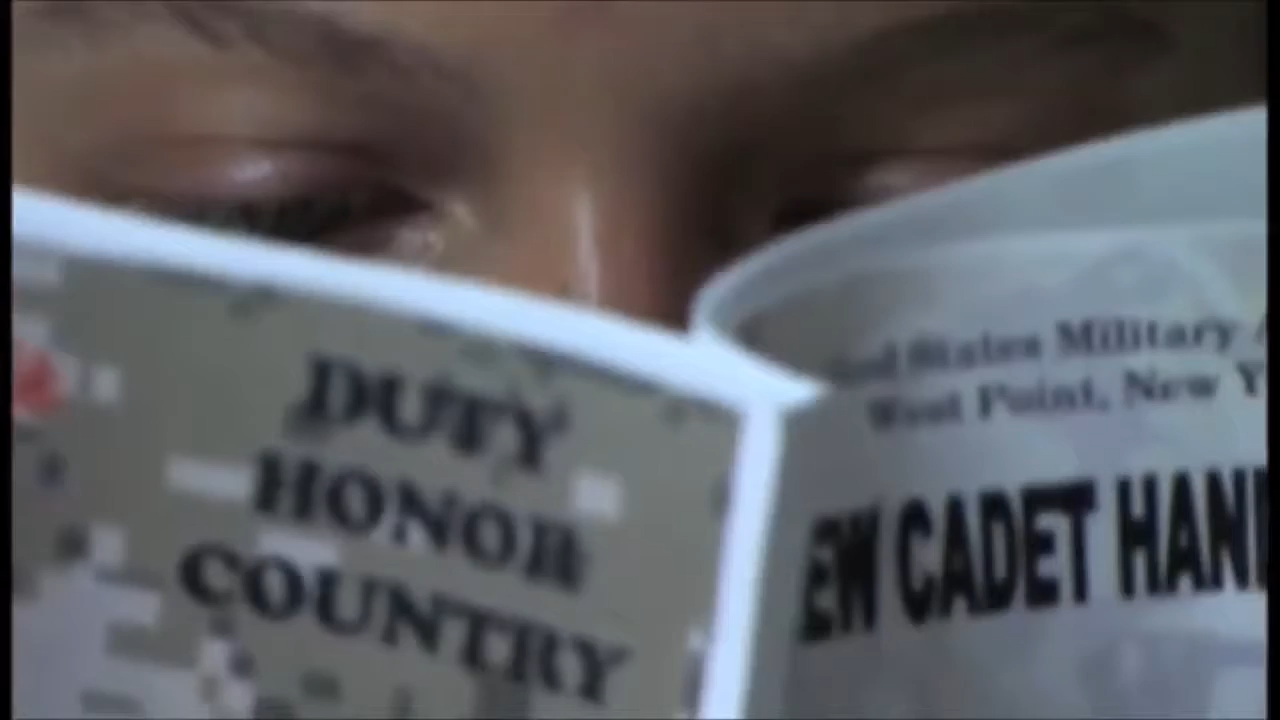 DUTY
HONOR
COUNTRY
States Military
West Point, New Y
EW CADET HAN